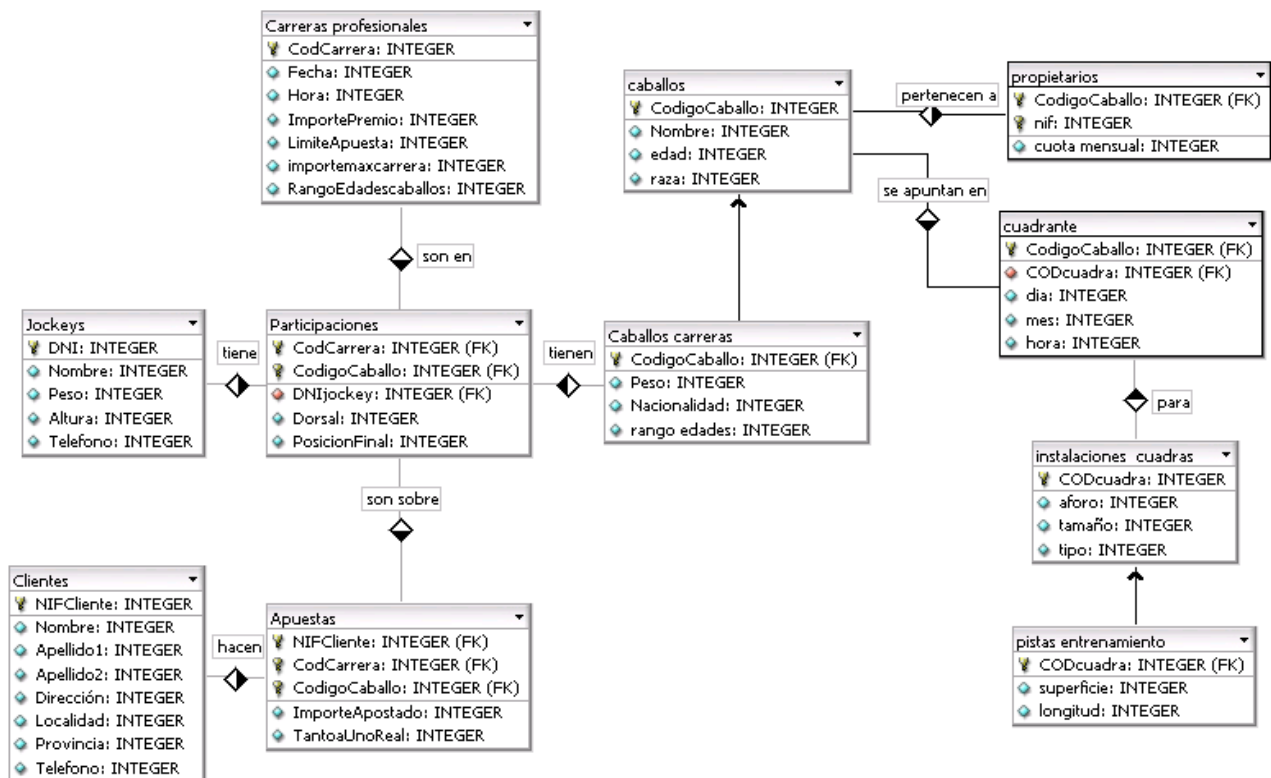 Carreras profesionales
CodCarrera: INTEGER
Fecha: INTEGER
Hora: INTEGER
ImportePremio: INTEGER
LimiteApuesta: INTEGER
importemaxcarrera: INTEGER
RangoEdadescaballos: INTEGER
caballos
CodigoCaballo: INTEGER
Nombre: INTEGER
edad: INTEGER
raza: INTEGER
pertenecen a
propietarios
CodigoCaballo: INTEGER (FK)
nif: INTEGER
cuota mensual: INTEGER
se apuntan en
cuadrante
CodigoCaballo: INTEGER (FK)
CODcuadra: INTEGER (FK)
dia: INTEGER
mes: INTEGER
hora: INTEGER
son en
Jockeys
DNI: INTEGER
Nombre: INTEGER
Peso: INTEGER
Altura: INTEGER
Telefono: INTEGER
tiene
Participaciones
CodCarrera: INTEGER (FK)
CodigoCaballo: INTEGER (FK)
DNIjockey: INTEGER (FK)
Dorsal: INTEGER
PosicionFinal: INTEGER
tienen
Caballos carreras
CodigoCaballo: INTEGER (FK)
Peso: INTEGER
Nacionalidad: INTEGER
rango edades: INTEGER
para
instalaciones cuadras
CODcuadra: INTEGER
aforo: INTEGER
tamaño: INTEGER
tipo: INTEGER
son sobre
Clientes
NIFCliente: INTEGER
Nombre: INTEGER
Apellido1: INTEGER
Apellido2: INTEGER
Dirección: INTEGER
Localidad: INTEGER
Provincia: INTEGER
Telefono: INTEGER
hacen
Apuestas
NIFCliente: INTEGER (FK)
CodCarrera: INTEGER (FK)
CodigoCaballo: INTEGER (FK)
ImporteApostado: INTEGER
TantoaUnoReal: INTEGER
pistas entrenamiento
CODcuadra: INTEGER (FK)
superficie: INTEGER
longitud: INTEGER